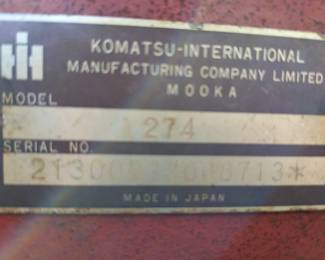 KOMATSU-INTERNATIONAL
MANUFACTURING COMPANY LIMITED
MOOKA
MODEL
274
SERIAL NO.
MADE IN JAPAN